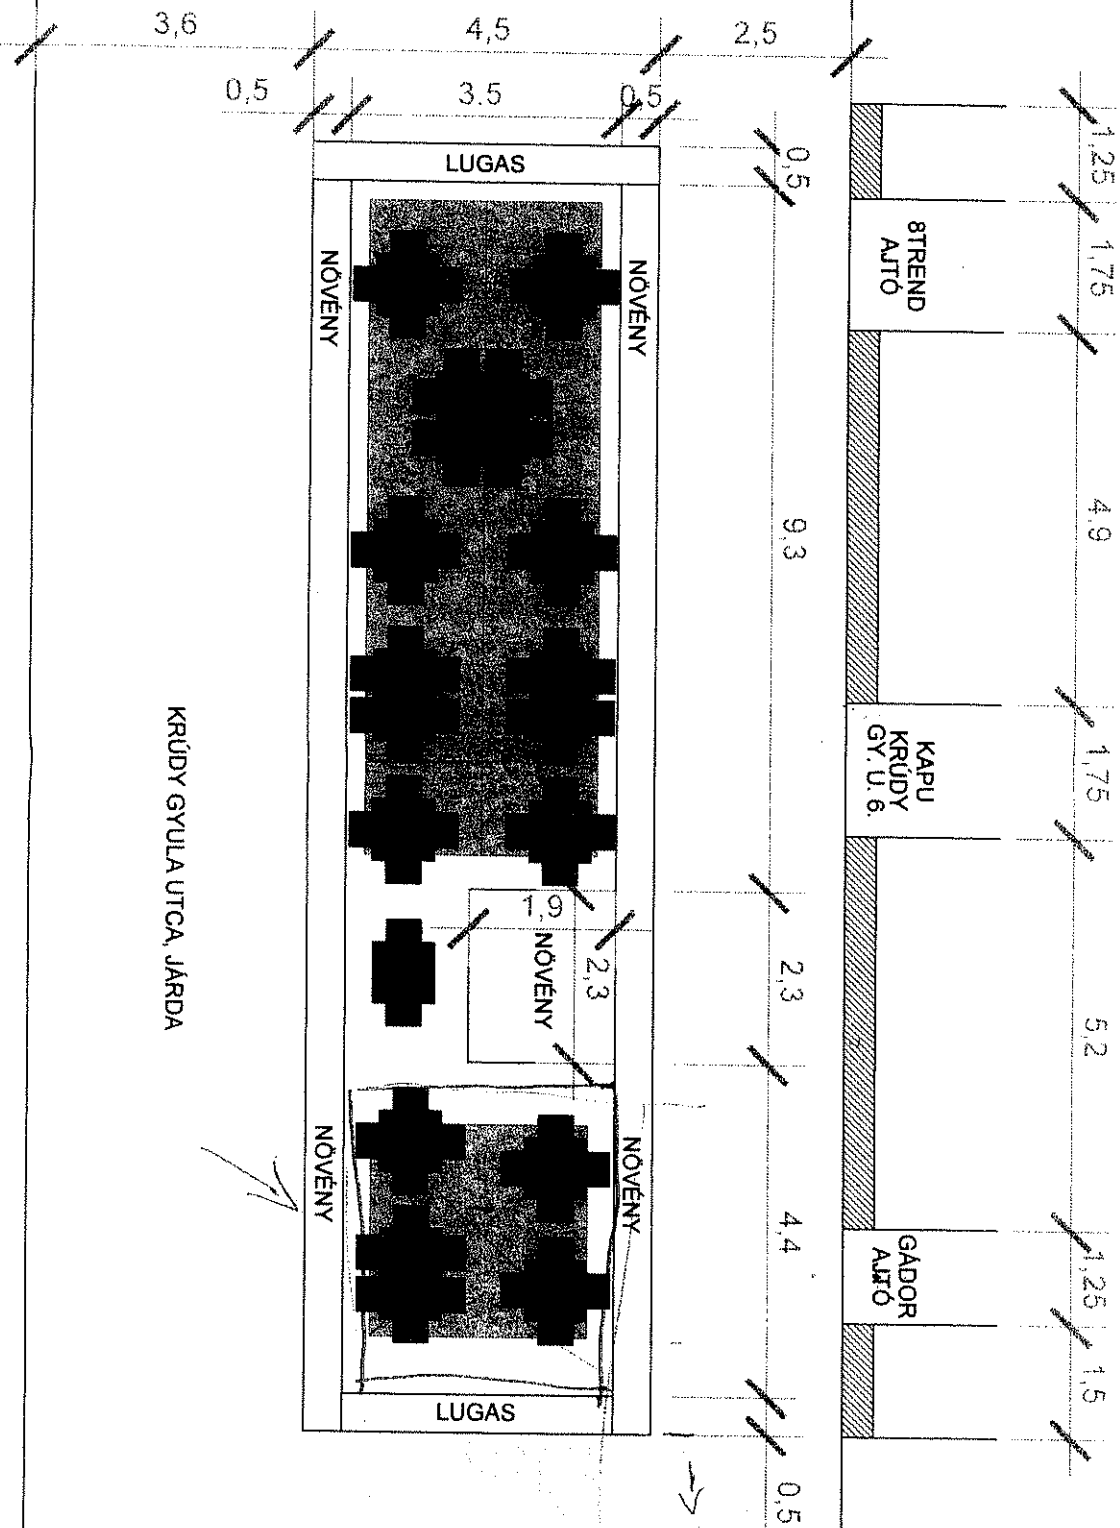 3,6
4,5
2,5
0,5
3.5
0,5
LUGAS
0,5
1,25
1,75
8TREND
AJTÓ
NÖVÉNY
NÖVÉNY
4,9
9,3
KAPU
KRÚDY
GY. U. 6.
1,75
KRÚDY GYULA UTCA, JÁRDA
1,9
NÖVÉNY
2,3
2,3
5,2
NÖVÉNY
NÖVÉNY
4,4
GÁDOR
AJTÓ
1,25
1,5
LUGAS
0,5